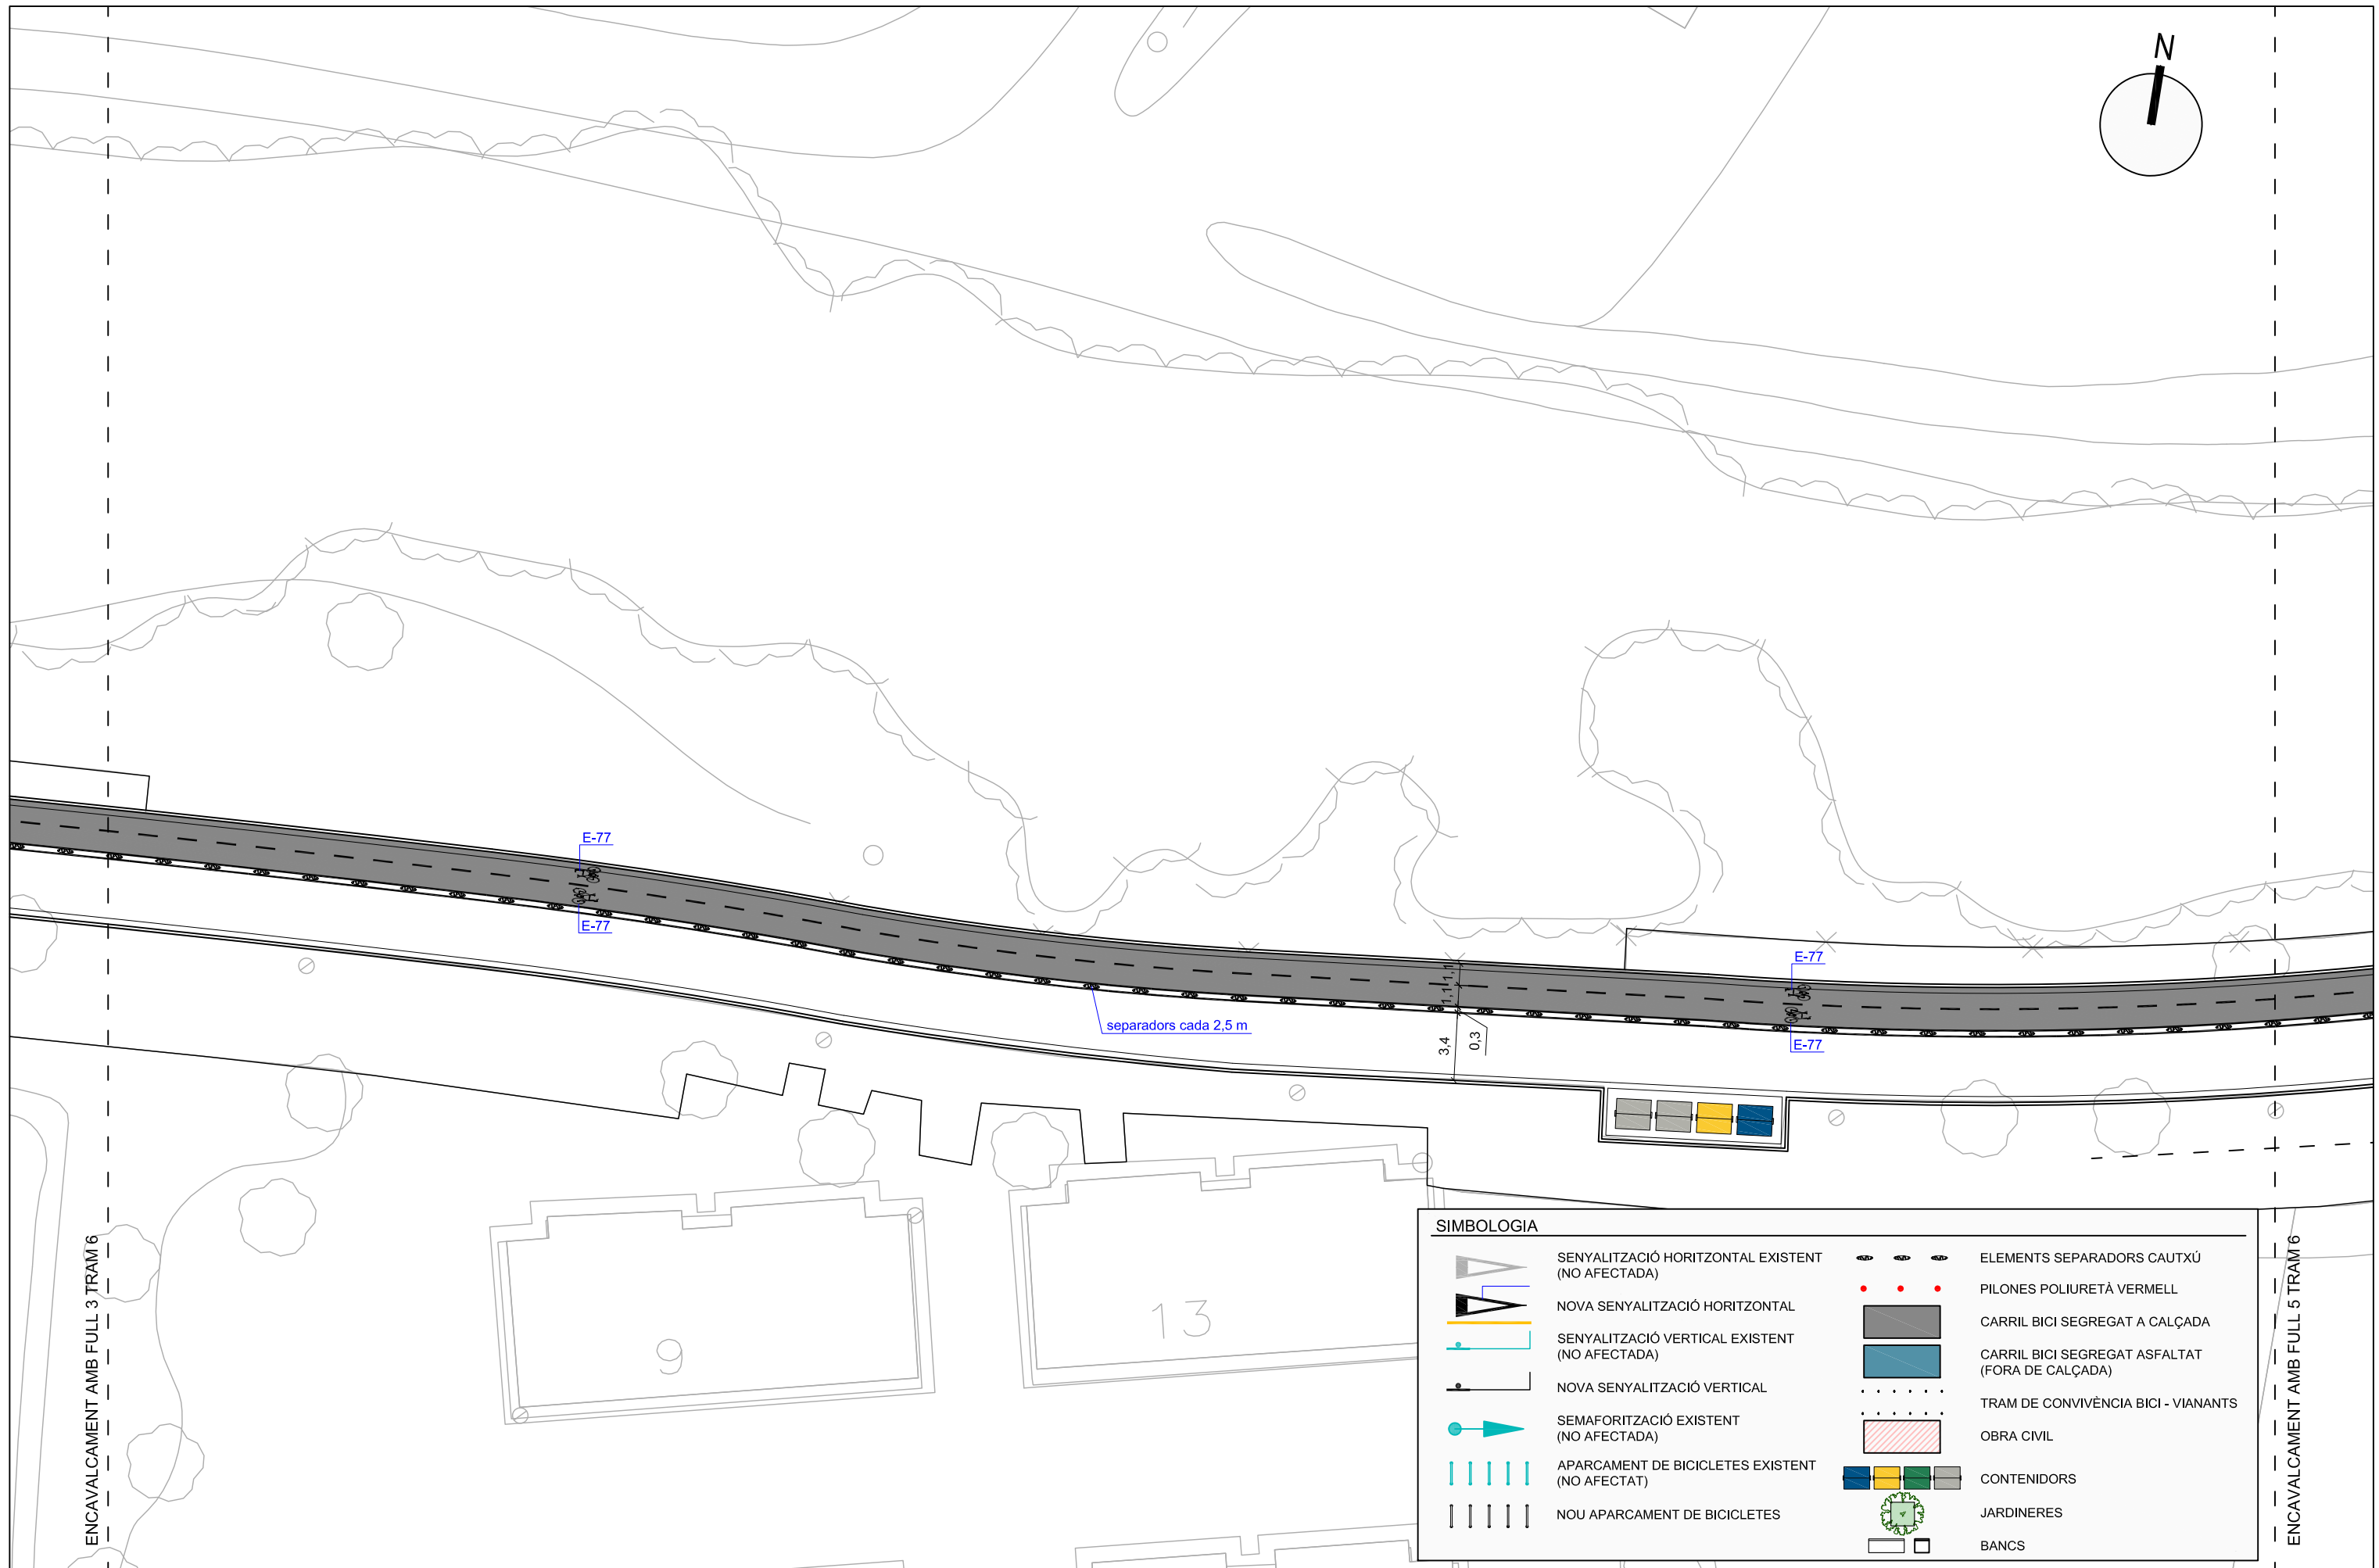 N
E-77
E-77
E-77
E-77
separadors cada 2,5 m
1,1
1,1
3,4
0,3
9
13
ENCAVALCAMENT AMB FULL 3 TRAM 6
ENCAVALCAMENT AMB FULL 5 TRAM 6
SIMBOLOGIA
SENYALITZACIÓ HORITZONTAL EXISTENT
(NO AFECTADA)
NOVA SENYALITZACIÓ HORITZONTAL
SENYALITZACIÓ VERTICAL EXISTENT
(NO AFECTADA)
NOVA SENYALITZACIÓ VERTICAL
SEMAFORITZACIÓ EXISTENT
(NO AFECTADA)
APARCAMENT DE BICICLETES EXISTENT
(NO AFECTAT)
NOU APARCAMENT DE BICICLETES
ELEMENTS SEPARADORS CAUTXÚ
PILONES POLIURETÀ VERMELL
CARRIL BICI SEGREGAT A CALÇADA
CARRIL BICI SEGREGAT ASFALTAT
(FORA DE CALÇADA)
TRAM DE CONVIVÈNCIA BICI - VIANANTS
OBRA CIVIL
CONTENIDORS
JARDINERES
BANCS